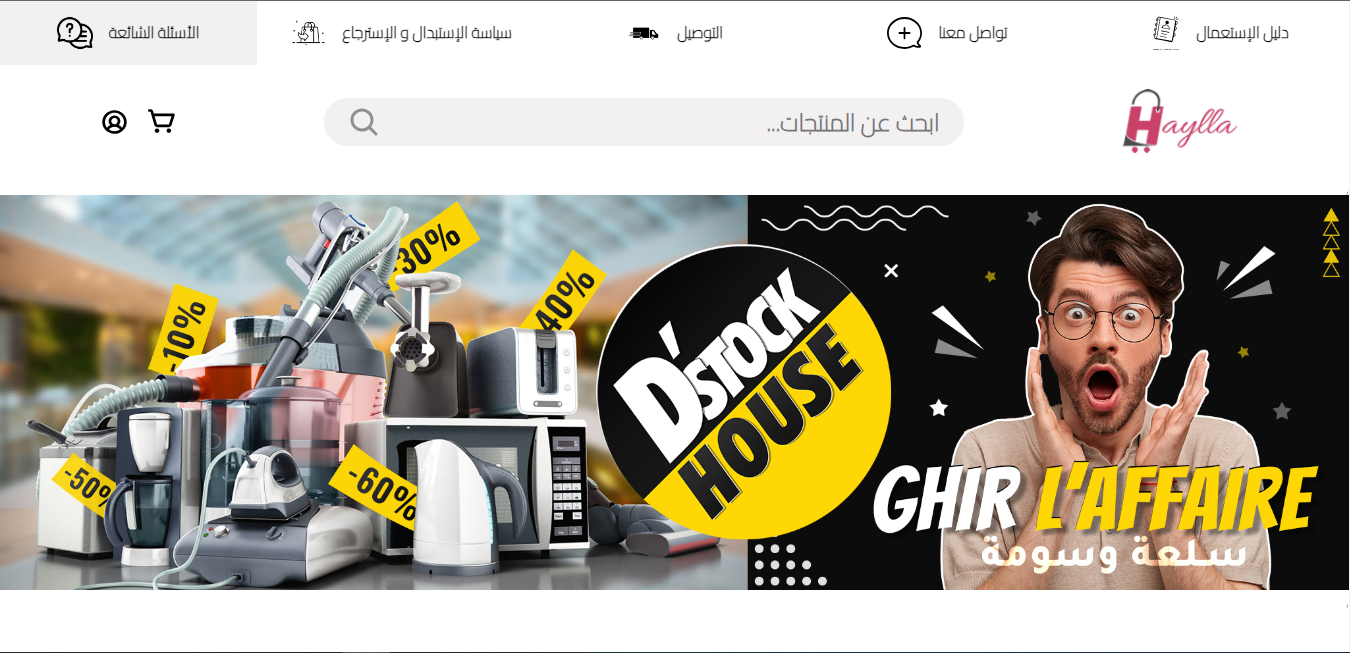 دليل الإستعمال
تواصل معنا
التوصيل
سياسة الإستبدال و الإسترجاع
الأسئلة الشائعة
Haylla
ابحث عن المنتجات...
-10%
-30%
-40%
-50%
-60%
D'STOCK
HOUSE
GHIR L'AFFAIRE
سلعة وسومة